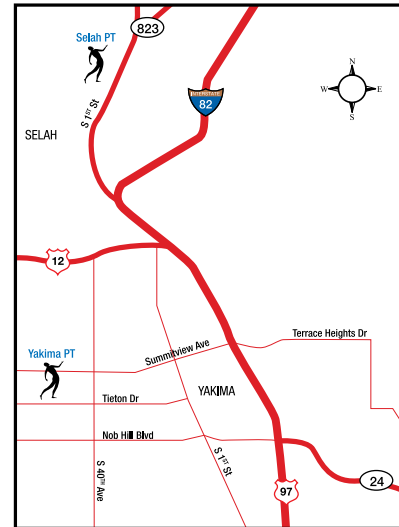 823
Selah PT
S 1ST St
INTERSTATE
82
N
W
E
S
SELAH
12
Terrace Heights Dr
Summitview Ave
Yakima PT
YAKIMA
Tieton Dr
Nob Hill Blvd
S 1ST St
S 40TH Ave
24
97